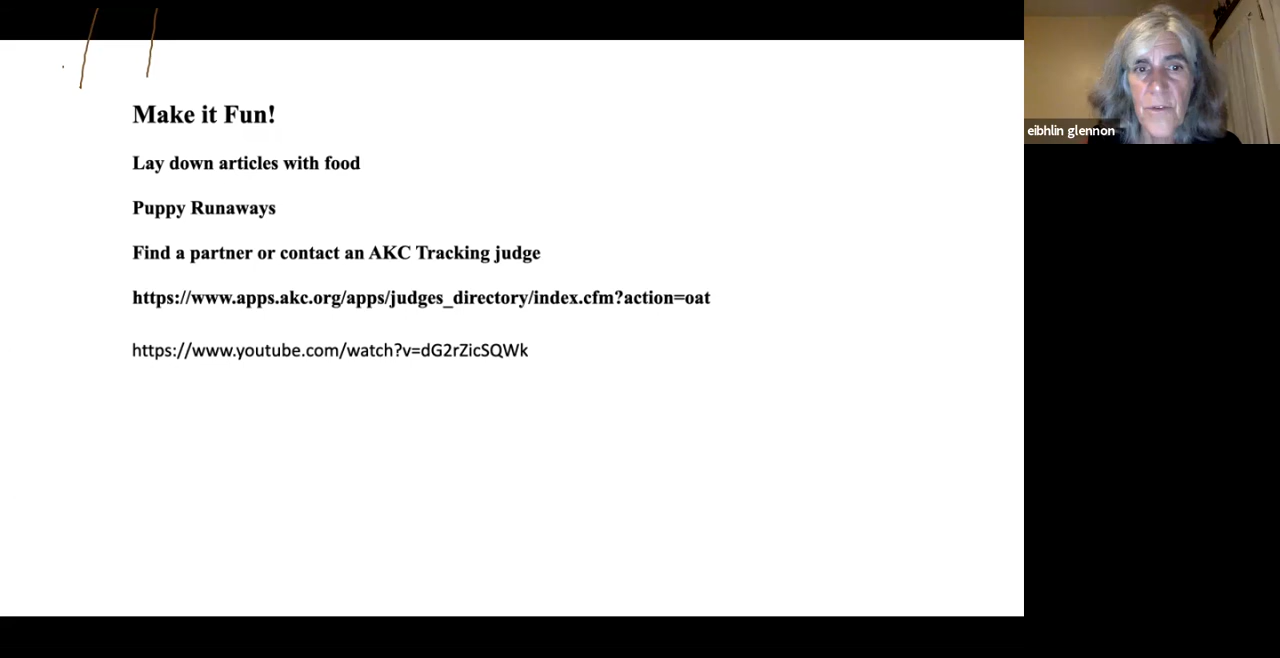 Make it Fun!
Lay down articles with food
Puppy Runaways
Find a partner or contact an AKC Tracking judge
https://www.apps.akc.org/apps/judges_directory/index.cfm?action=oat
https://www.youtube.com/watch?v=dG2rZicSQWk
eibhlin glennon